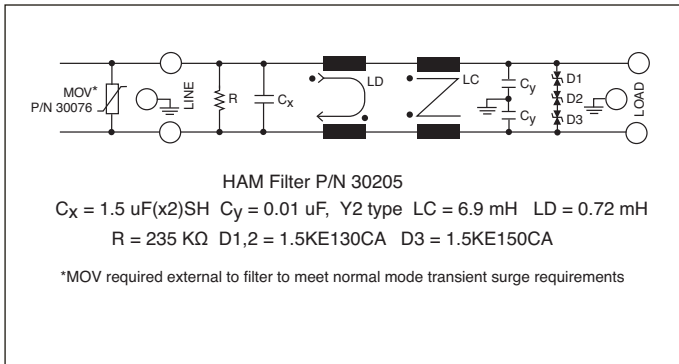 MOV*
P/N 30076
LINE
R
Cx
LD
LC
Cy
Cy
D1
D2
D3
LOAD
HAM Filter P/N 30205
Cx = 1.5 uF(x2)SH Cy = 0.01 uF, Y2 type LC = 6.9 mH LD = 0.72 mH
R = 235 KΩ D1,2 = 1.5KE130CA D3 = 1.5KE150CA
*MOV required external to filter to meet normal mode transient surge requirements